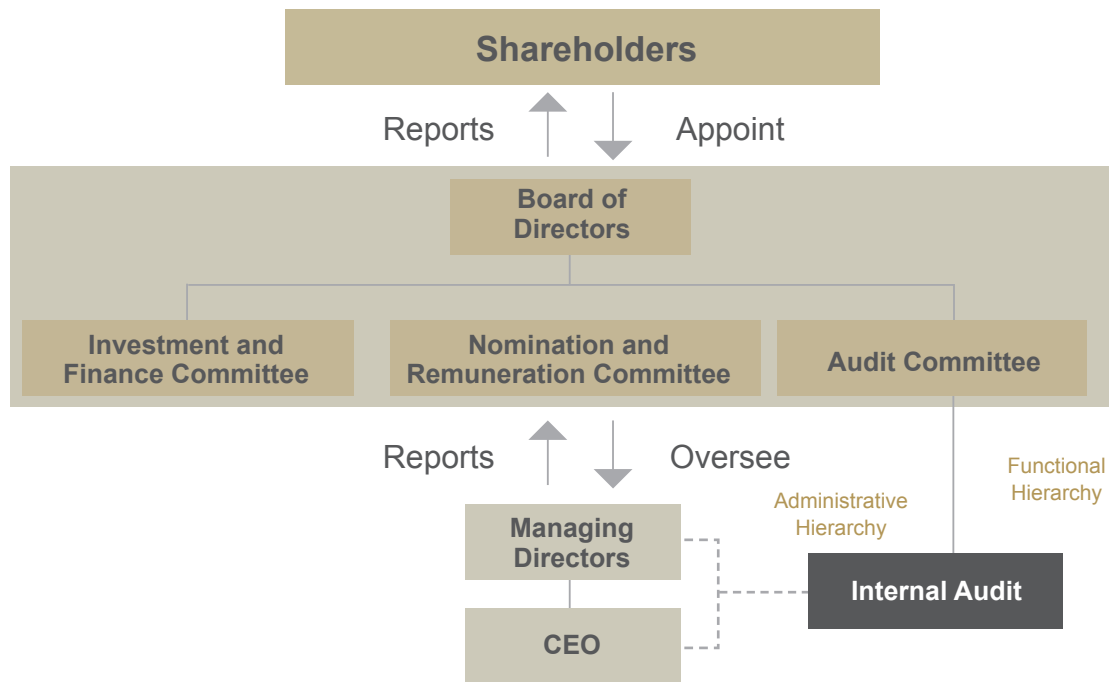 Shareholders
Reports
Appoint
Board of
Directors
Investment and
Finance Committee
Nomination and
Remuneration Committee
Audit Committee
Reports
Oversee
Functional
Hierarchy
Administrative
Hierarchy
Managing
Directors
Internal Audit
CEO